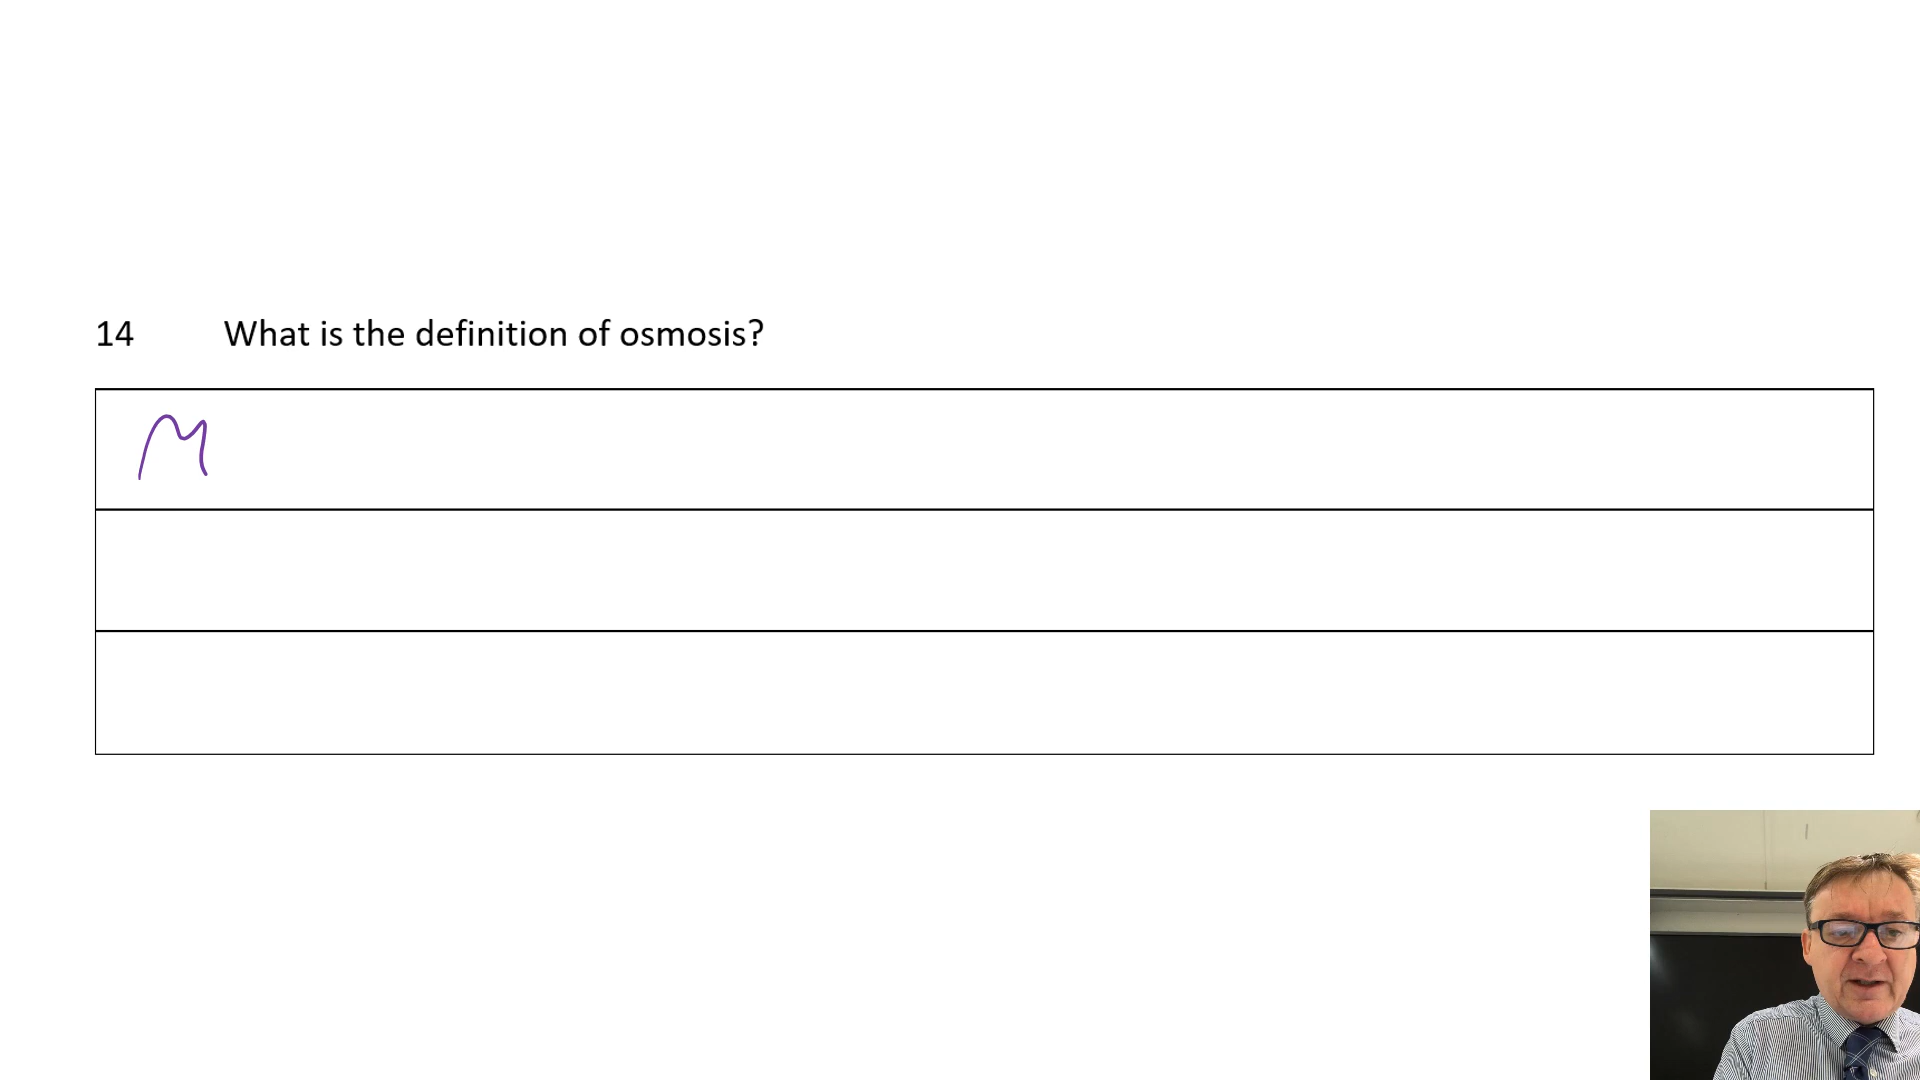 14 What is the definition of osmosis?
M